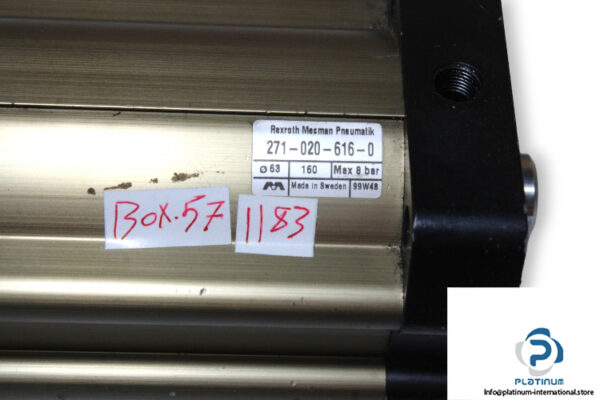 Rexroth Mecman Pneumatik
271-020-616-0
Ø 63 160 Max 8 bar
Made in Sweden 99W48
BOX.57
1183
PLATINUM
Info@platinum-international.store